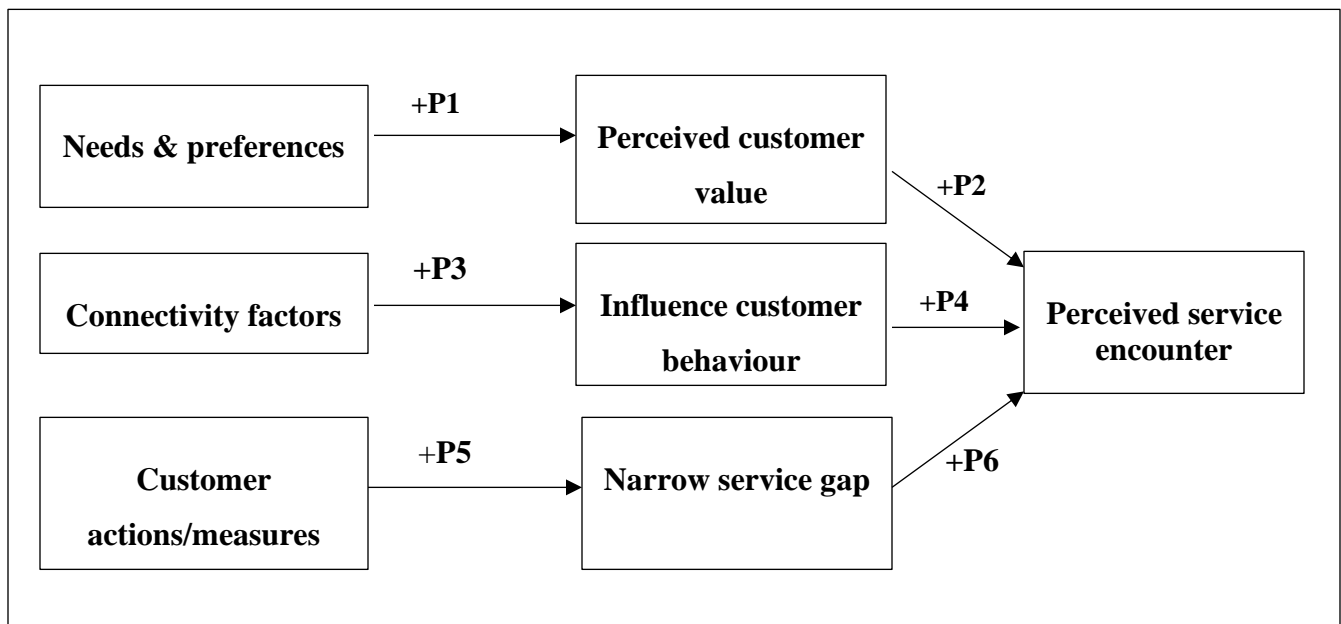 +P1
Needs & preferences
Perceived customer
value
+P2
+P3
Connectivity factors
Influence customer
behaviour
+P4
Perceived service
encounter
+P5
Customer
actions/measures
Narrow service gap
+P6